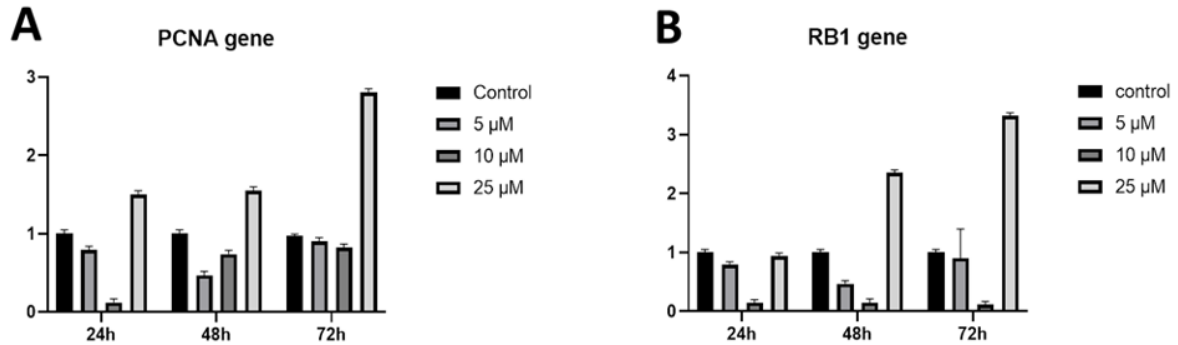 A
PCNA gene
3
2
1
0
24h
48h
72h
Control
5 µM
10 µM
25 µM
B
RB1 gene
4
3
2
1
0
24h
48h
72h
control
5 µM
10 µM
25 µM